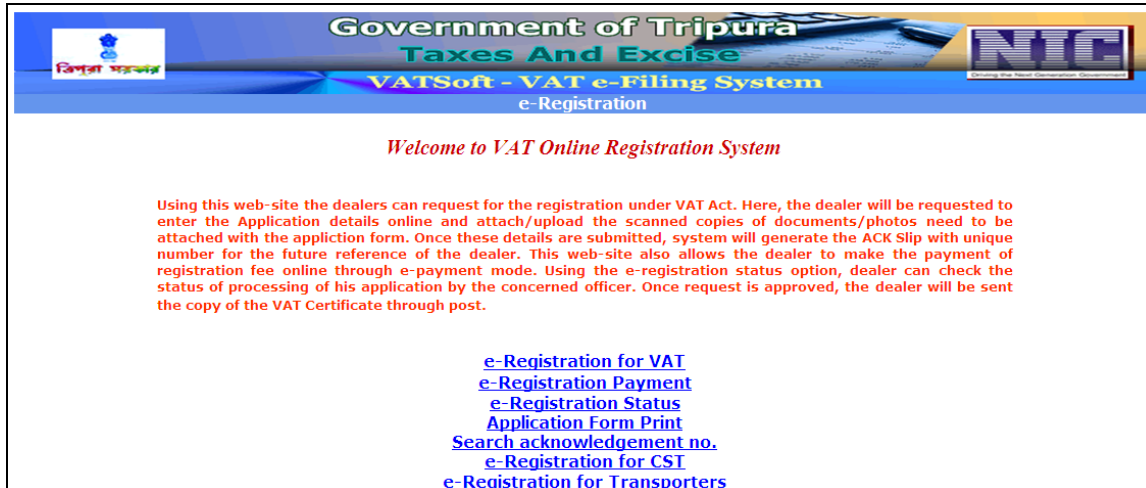 Government of Tripura
Taxes And Excise
ত্রিপুরা সরকার
NIC
Driving the Next Generation Government
VATSoft - VAT e-Filing System
e-Registration
Welcome to VAT Online Registration System
Using this web-site the dealers can request for the registration under VAT Act. Here, the dealer will be requested to
enter the Application details online and attach/upload the scanned copies of documents/photos need to be
attached with the appliction form. Once these details are submitted, system will generate the ACK Slip with unique
number for the future reference of the dealer. This web-site also allows the dealer to make the payment of
registration fee online through e-payment mode. Using the e-registration status option, dealer can check the
status of processing of his application by the concerned officer. Once request is approved, the dealer will be sent
the copy of the VAT Certificate through post.
e-Registration for VAT
e-Registration Payment
e-Registration Status
Application Form Print
Search acknowledgement no.
e-Registration for CST
e-Registration for Transporters